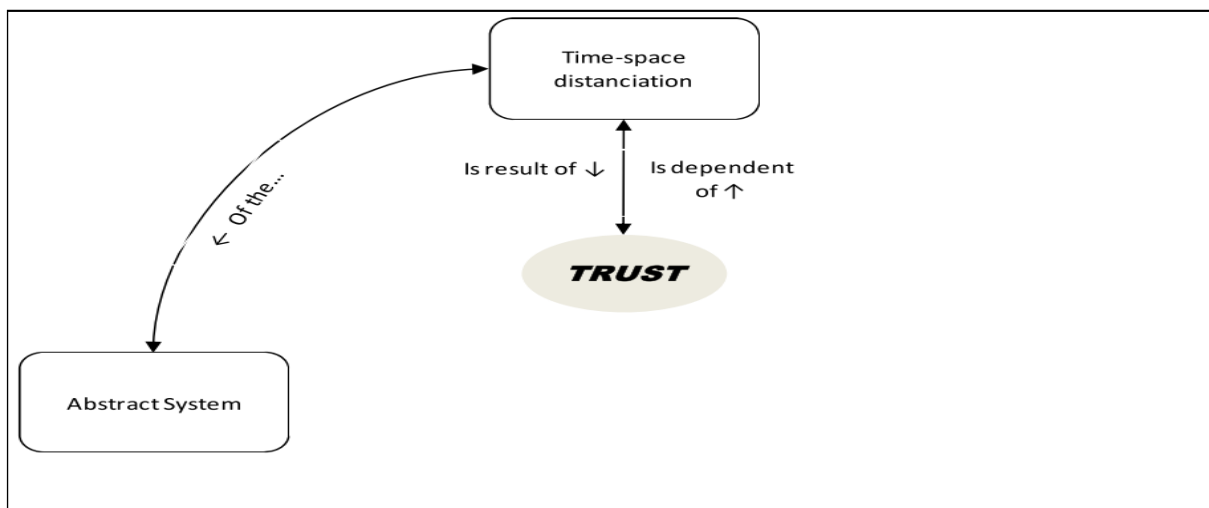 Time-space
distanciation
Is result of ↓
Is dependent
of ↑
← Of the...
TRUST
Abstract System